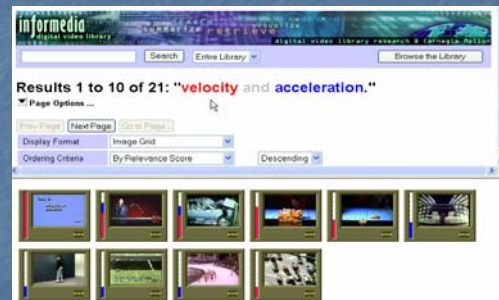 informedia
digital video library
SEARCH
summarize retrieve visualize
digital video library research @ Carnegie Mellon
Search Entire Library Browse the Library
Results 1 to 10 of 21: "velocity and acceleration."
Page Options ...
Prev Page Next Page Go to Page..
Display Format Image Grid
Ordering Criteria By Relevance Score Descending